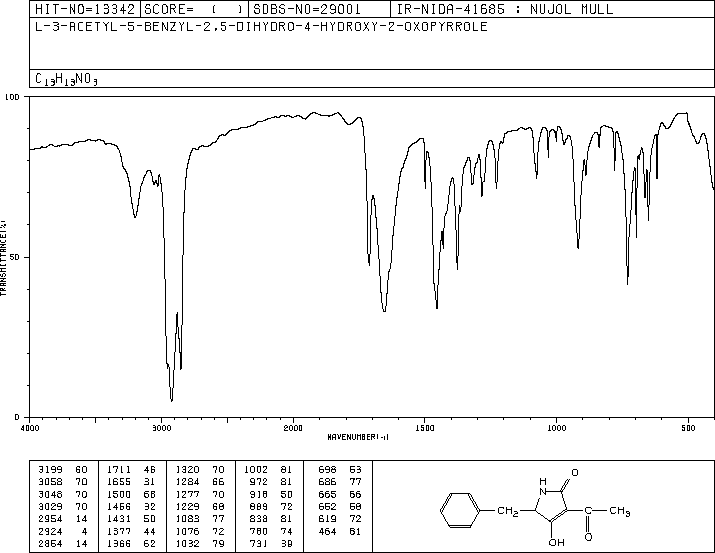 HIT-NO=13342 SCORE= ( ) SDBS-NO=29001 IR-NIDA-41685 : NUJOL MULL
L-3-ACETYL-5-BENZYL-2,5-DIHYDRO-4-HYDROXY-2-OXOPYRROLE
C13H13NO3
100
50
0
TRANSMITTANCE(%)
4000 3000 2000 1500 1000 500
WAVENUMBER(-1)
3199 60 1711 46 1320 70 1002 81 698 53
3058 70 1655 31 1284 66 972 81 686 77
3048 70 1500 68 1277 70 918 50 665 66
3029 70 1456 32 1229 68 889 72 652 58
2954 14 1431 50 1083 77 838 81 619 72
2924 4 1377 44 1076 72 780 74 464 81
2854 14 1366 62 1032 79 731 39
O
NH
CH2
CH3
O
OH